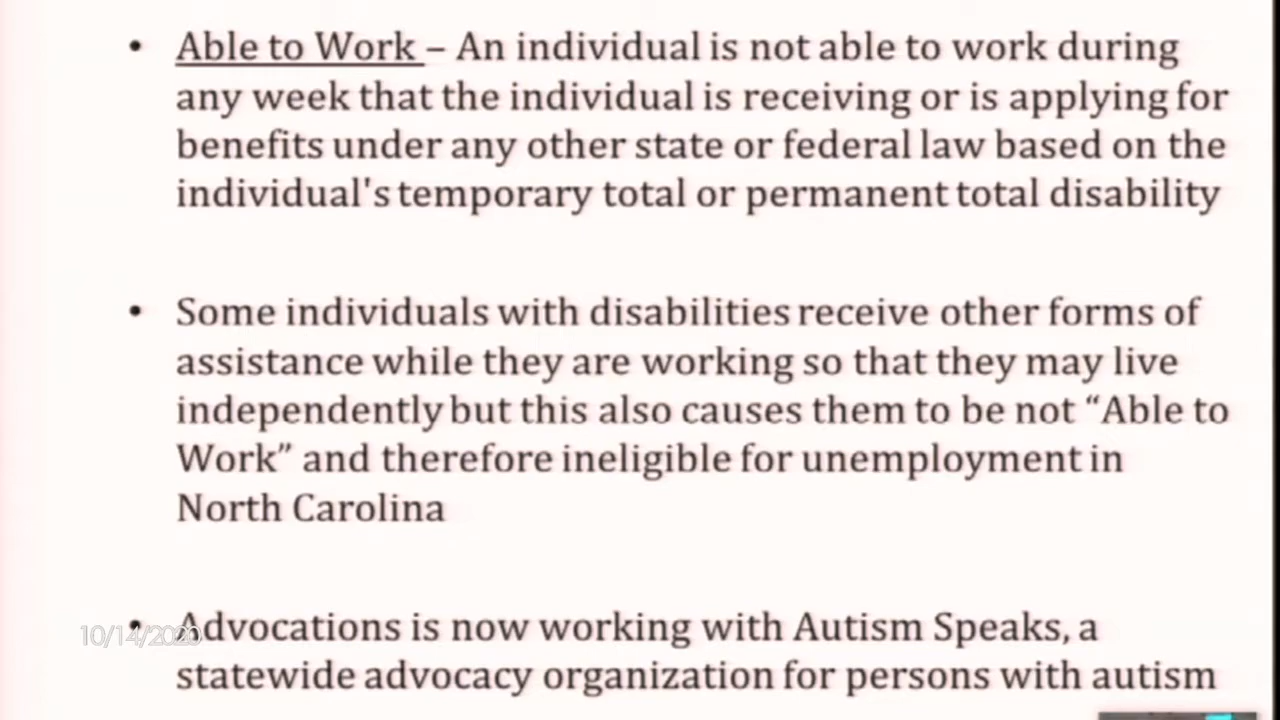 • Able to Work – An individual is not able to work during
any week that the individual is receiving or is applying for
benefits under any other state or federal law based on the
individual's temporary total or permanent total disability
• Some individuals with disabilities receive other forms of
assistance while they are working so that they may live
independently but this also causes them to be not “Able to
Work” and therefore ineligible for unemployment in
North Carolina
• Advocations is now working with Autism Speaks, a
statewide advocacy organization for persons with autism
10/14/2020